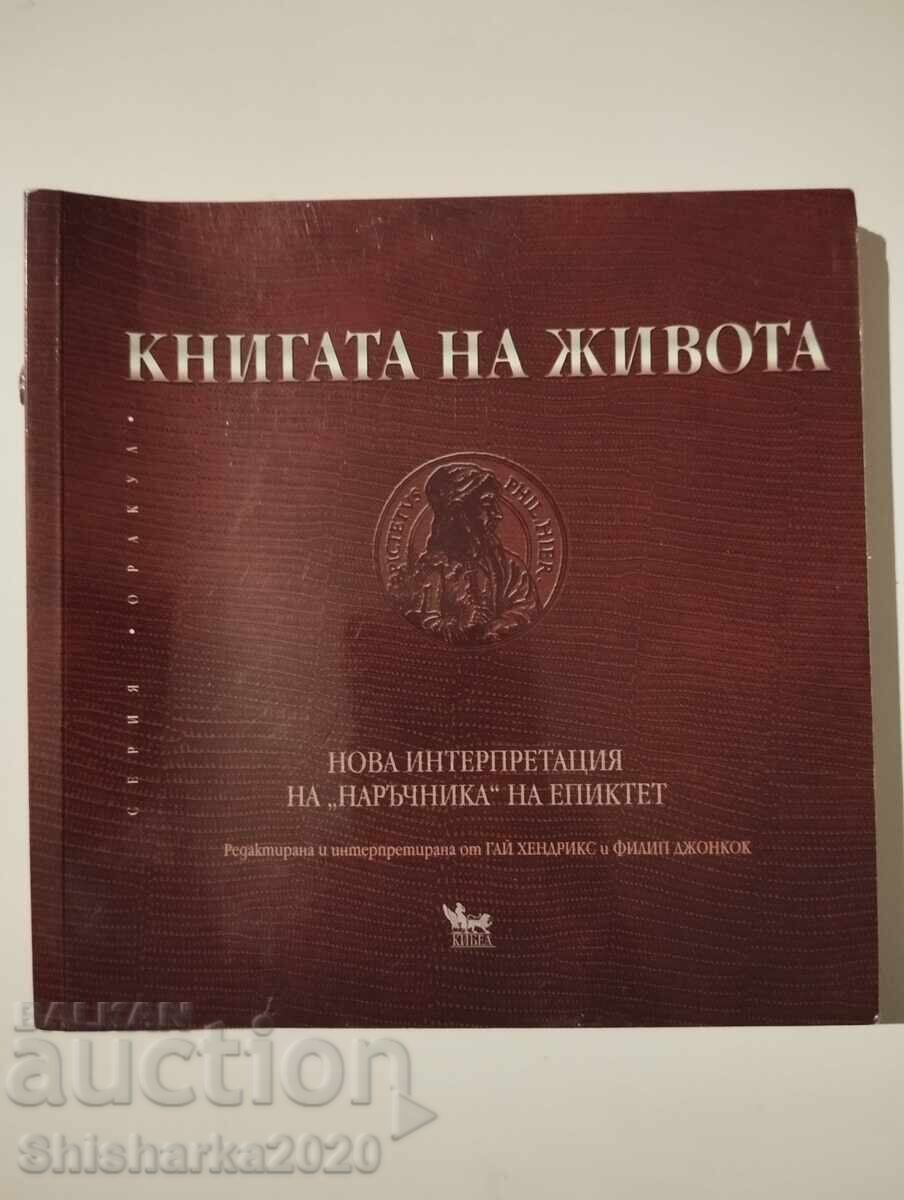 КНИГАТА НА ЖИВОТА
СЕРИЯ • ОРАКУЛ •
EPICTETVS PHIL. HIER.
НОВА ИНТЕРПРЕТАЦИЯ
НА „НАРЪЧНИКА“ НА ЕПИКТЕТ
Редактирана и интерпретирана от ГАЙ ХЕНДРИКС и ФИЛИП ДЖОНКОК
КИБЕА
BALKAN
auction
Shisharka2020